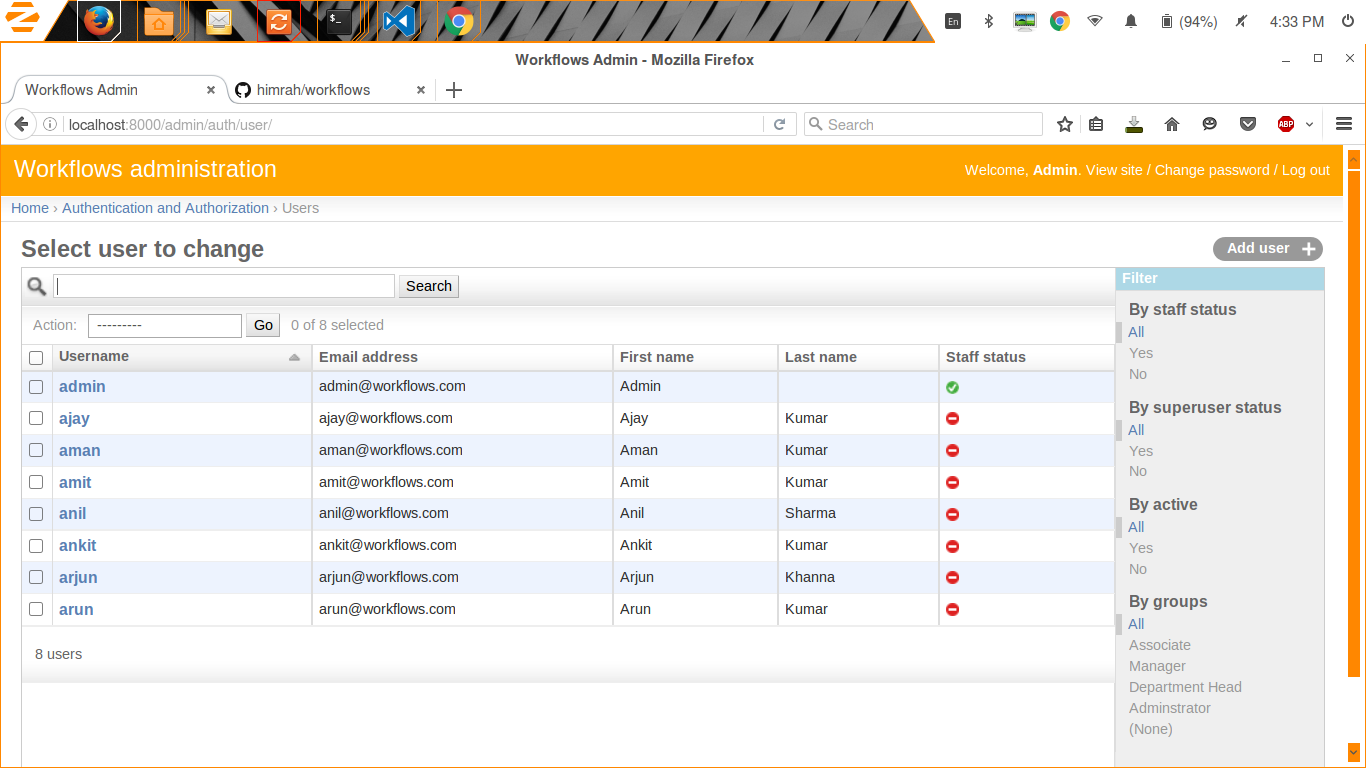 En (94%) 4:33 PM
Workflows Admin - Mozilla Firefox
Workflows Admin himrah/workflows
localhost:8000/admin/auth/user/ Search ABP
Workflows administration Welcome, Admin. View site / Change password / Log out
Home › Authentication and Authorization › Users
Select user to change Add user
Search
Filter
Action: --------- Go 0 of 8 selected
Username Email address First name Last name Staff status
admin admin@workflows.com Admin
ajay ajay@workflows.com Ajay Kumar
aman aman@workflows.com Aman Kumar
amit amit@workflows.com Amit Kumar
anil anil@workflows.com Anil Sharma
ankit ankit@workflows.com Ankit Kumar
arjun arjun@workflows.com Arjun Khanna
arun arun@workflows.com Arun Kumar
8 users
By staff status
All
Yes
No
By superuser status
All
Yes
No
By active
All
Yes
No
By groups
All
Associate
Manager
Department Head
Adminstrator
(None)